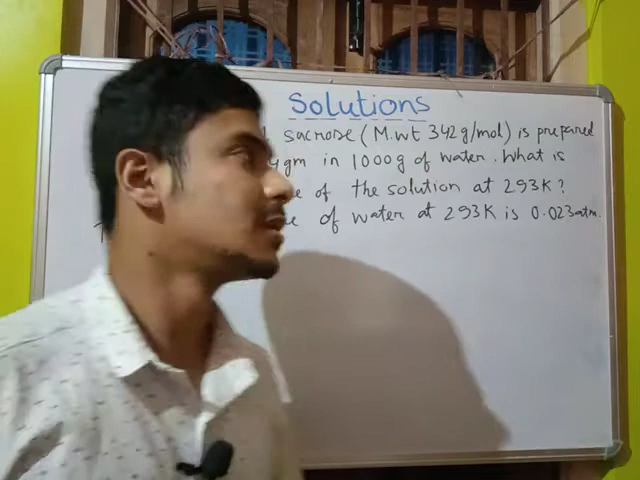 Solutions
sacrose (M.wt 342 g/mol) is prepared
gm in 1000g of water. What is
of the solution at 293K?
of water at 293K is 0.023atm.